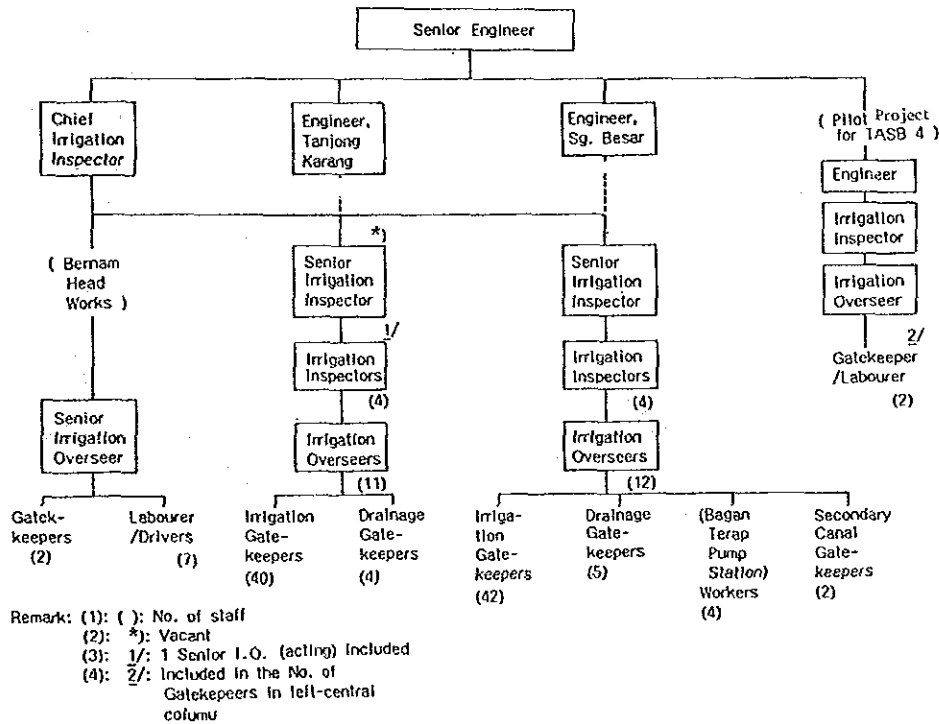 Senior Engineer
Chief
Irrigation
Inspector
Engineer,
Tanjong
Karang
Engineer,
Sg. Besar
( Pilot Project
for IASB 4 )
Engineer
Irrigation
Inspector
Irrigation
Overseer
2/
Gatekeeper
/Labourer
(2)
( Bernam
Head
Works )
Senior
Irrigation
Overseer
Gatek-
keepers
(2)
Labourer
/Drivers
(7)
*)
Senior
Irrigation
Inspector
1/
Irrigation
Inspectors
(4)
Irrigation
Overseers
(11)
Irrigation
Gate-
keepers
(40)
Drainage
Gate-
keepers
(4)
Senior
Irrigation
Inspector
Irrigation
Inspectors
(4)
Irrigation
Overseers
(12)
Irriga-
tion
Gate-
keepers
(42)
Drainage
Gate-
keepers
(5)
(Bagan
Terap
Pump
Station)
Workers
(4)
Secondary
Canal
Gate-
keepers
(2)
Remark: (1): ( ): No. of staff
(2): *): Vacant
(3): 1/: 1 Senior I.O. (acting) included
(4): 2/: Included in the No. of
Gatekepeers in left-central
columu